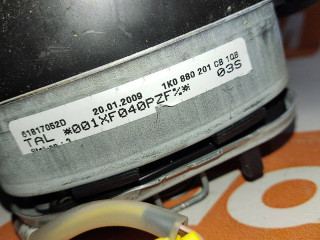 20.01.2009 1K0 880 201 CB 1QB
61817052D
TAL *001XF040PZF%* 03S